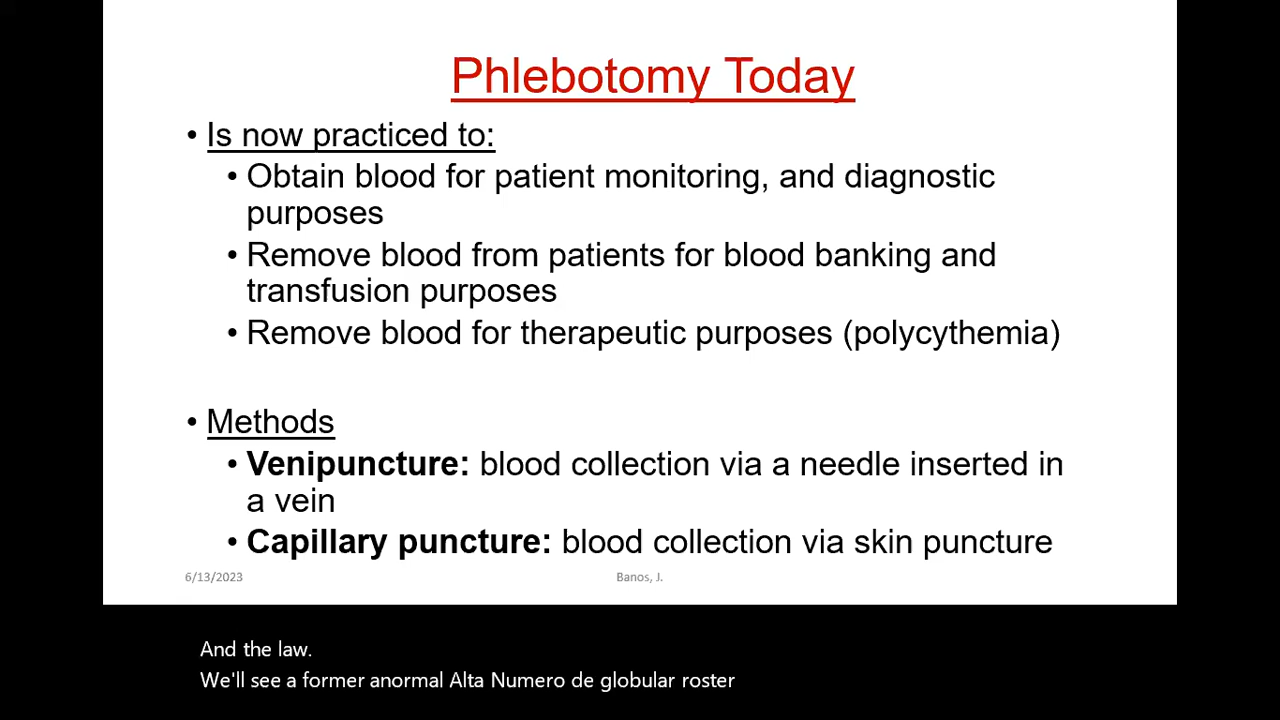 Phlebotomy Today
• Is now practiced to:
• Obtain blood for patient monitoring, and diagnostic
purposes
• Remove blood from patients for blood banking and
transfusion purposes
• Remove blood for therapeutic purposes (polycythemia)
• Methods
• Venipuncture: blood collection via a needle inserted in
a vein
• Capillary puncture: blood collection via skin puncture
6/13/2023
Banos, J.
And the law.
We'll see a former anormal Alta Numero de globular roster